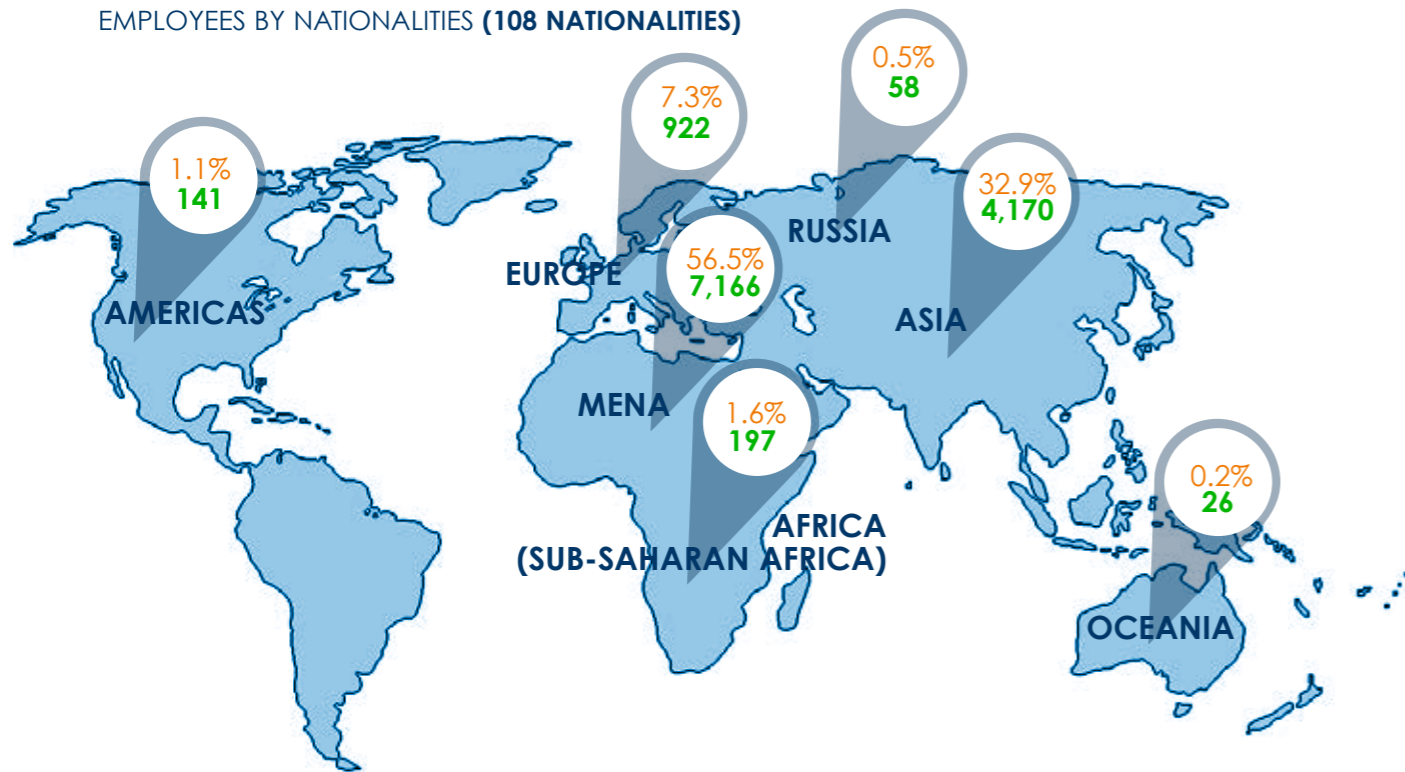 EMPLOYEES BY NATIONALITIES (108 NATIONALITIES)
0.5%
58
7.3%
922
1.1%
141
32.9%
4,170
RUSSIA
56.5%
7,166
EUROPE
AMERICAS
ASIA
MENA
1.6%
197
0.2%
26
AFRICA
(SUB-SAHARAN AFRICA)
OCEANIA